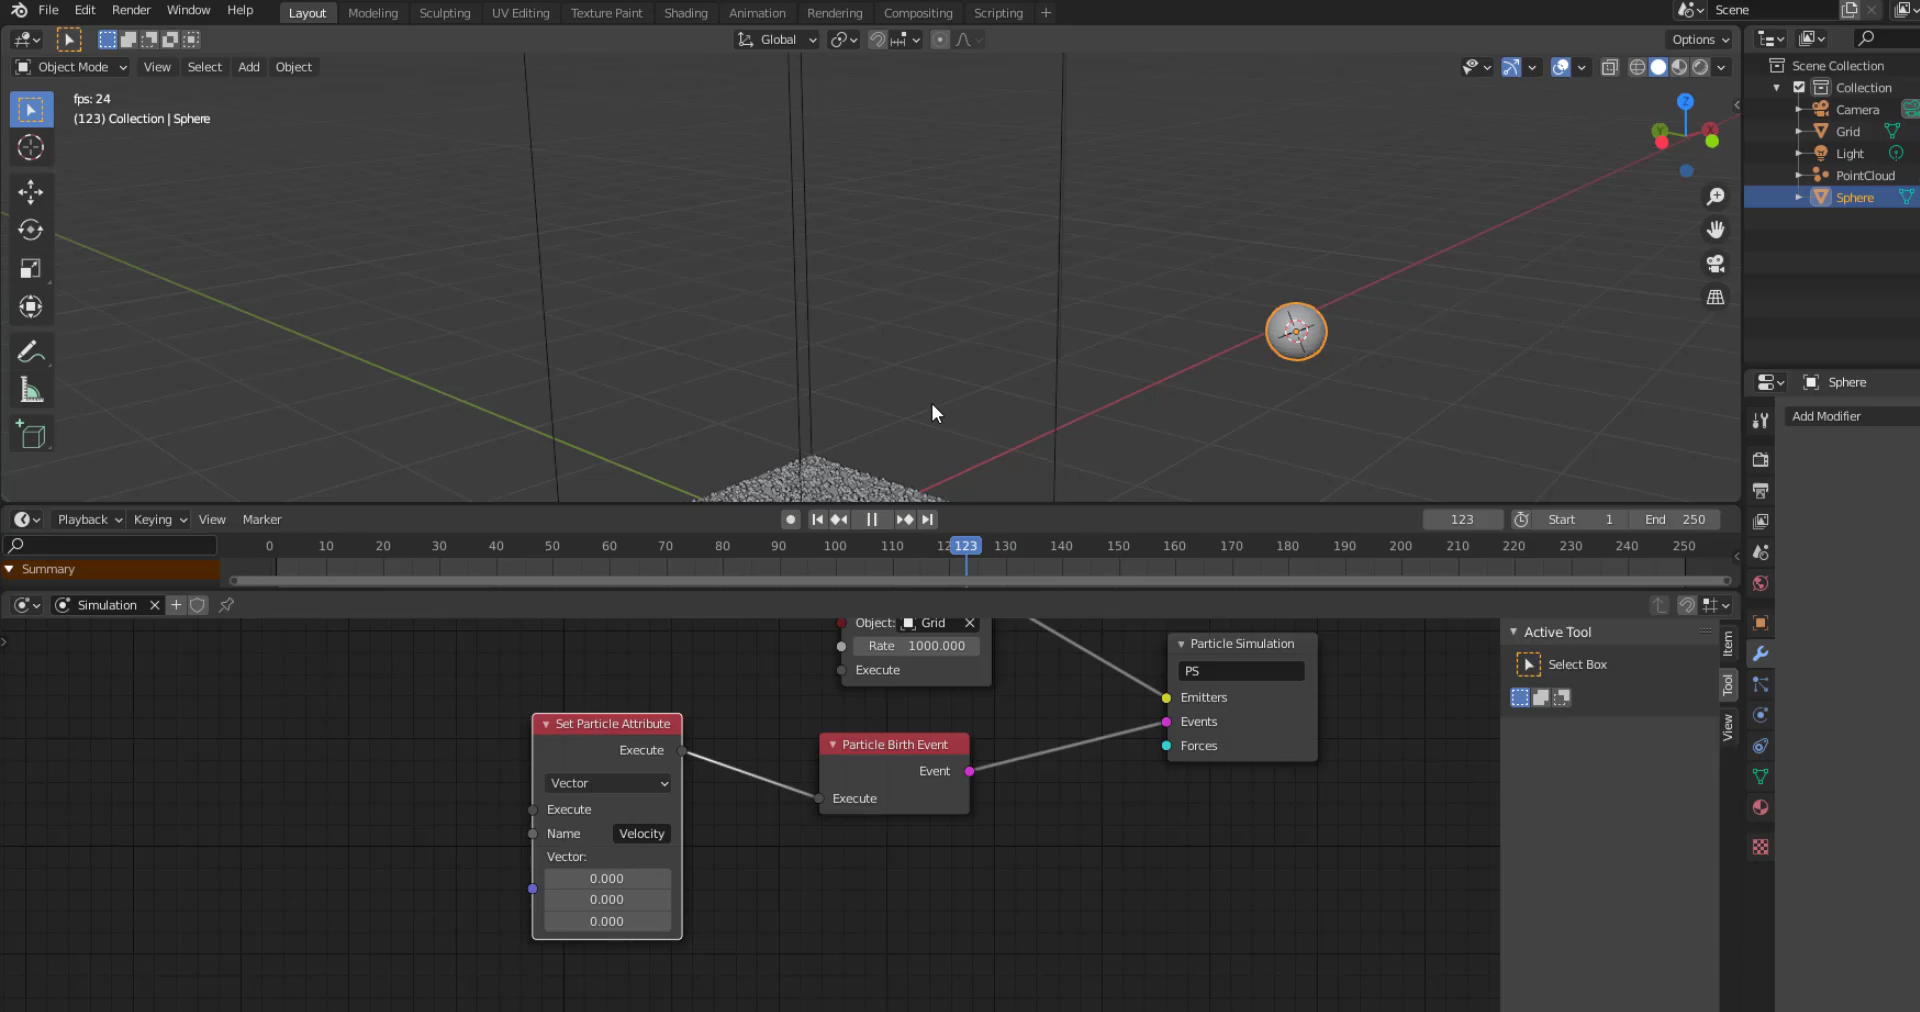 File Edit Render Window Help Layout Modeling Sculpting UV Editing Texture Paint Shading Animation Rendering Compositing Scripting + Scene
Global Options
Object Mode View Select Add Object
fps: 24
(123) Collection | Sphere
Z
Y
X
Scene Collection
Collection
Camera
Grid
Light
PointCloud
Sphere
Sphere
Add Modifier
Playback Keying View Marker 123 Start 1 End 250
0 10 20 30 40 50 60 70 80 90 100 110 12 123 130 140 150 160 170 180 190 200 210 220 230 240 250
Summary
Simulation
Object: Grid
Rate 1000.000
Execute
Particle Simulation
PS
Emitters
Events
Forces
Set Particle Attribute
Execute
Vector
Execute
Name Velocity
Vector:
0.000
0.000
0.000
Particle Birth Event
Event
Execute
Active Tool
Select Box
Item
Tool
View